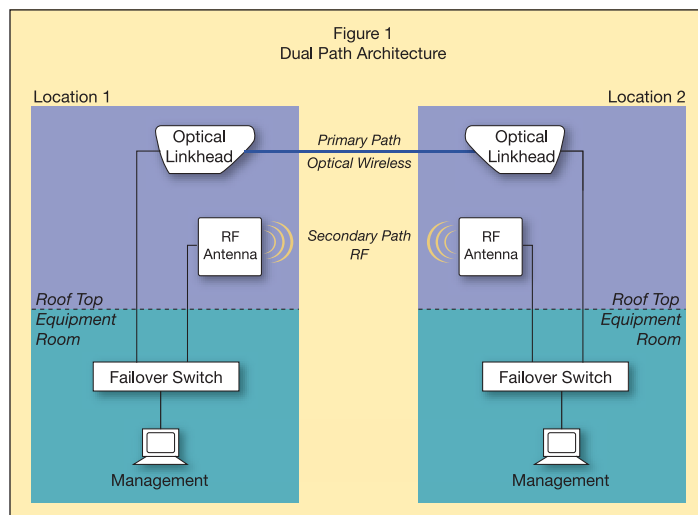 Figure 1
Dual Path Architecture
Location 1
Location 2
Optical
Linkhead
Primary Path
Optical Wireless
Optical
Linkhead
RF
Antenna
Secondary Path
RF
RF
Antenna
Roof Top
Equipment
Room
Roof Top
Equipment
Room
Failover Switch
Failover Switch
Management
Management